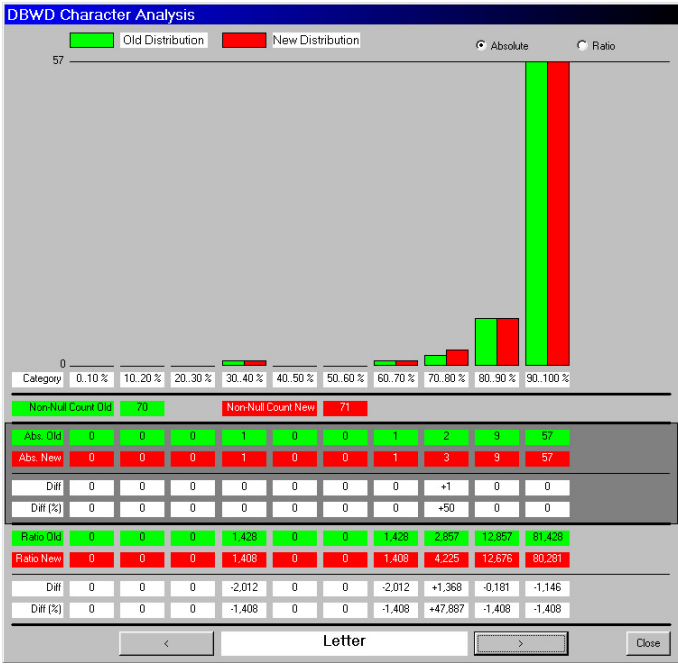 DBWD Character Analysis
Old Distribution New Distribution Absolute Ratio
57
0
Category 0..10 % 10..20 % 20..30 % 30..40 % 40..50 % 50..60 % 60..70 % 70..80 % 80..90 % 90..100 %
Non-Null Count Old 70 Non-Null Count New 71
Abs. Old 0 0 0 1 0 0 1 2 9 57
Abs. New 0 0 0 1 0 0 1 3 9 57
Diff 0 0 0 0 0 0 0 +1 0 0
Diff (%) 0 0 0 0 0 0 0 +50 0 0
Ratio Old 0 0 0 1,428 0 0 1,428 2,857 12,857 81,428
Ratio New 0 0 0 1,408 0 0 1,408 4,225 12,676 80,281
Diff 0 0 0 -2,012 0 0 -2,012 +1,368 -0,181 -1,146
Diff (%) 0 0 0 -1,408 0 0 -1,408 +47,887 -1,408 -1,408
< Letter > Close